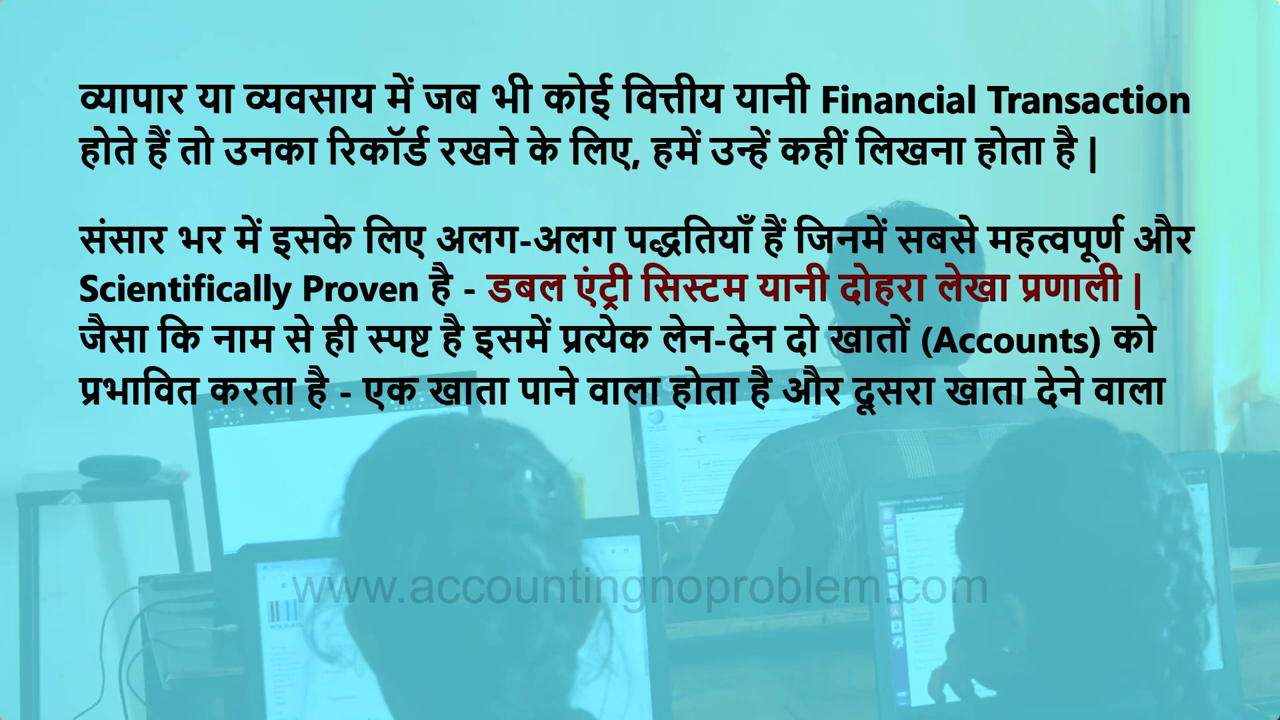 व्यापार या व्यवसाय में जब भी कोई वित्तीय यानी Financial Transaction
होते हैं तो उनका रिकॉर्ड रखने के लिए, हमें उन्हें कहीं लिखना होता है |
संसार भर में इसके लिए अलग-अलग पद्धतियाँ हैं जिनमें सबसे महत्वपूर्ण और
Scientifically Proven है - डबल एंट्री सिस्टम यानी दोहरा लेखा प्रणाली |
जैसा कि नाम से ही स्पष्ट है इसमें प्रत्येक लेन-देन दो खातों (Accounts) को
प्रभावित करता है - एक खाता पाने वाला होता है और दूसरा खाता देने वाला
www.accountingnoproblem.com